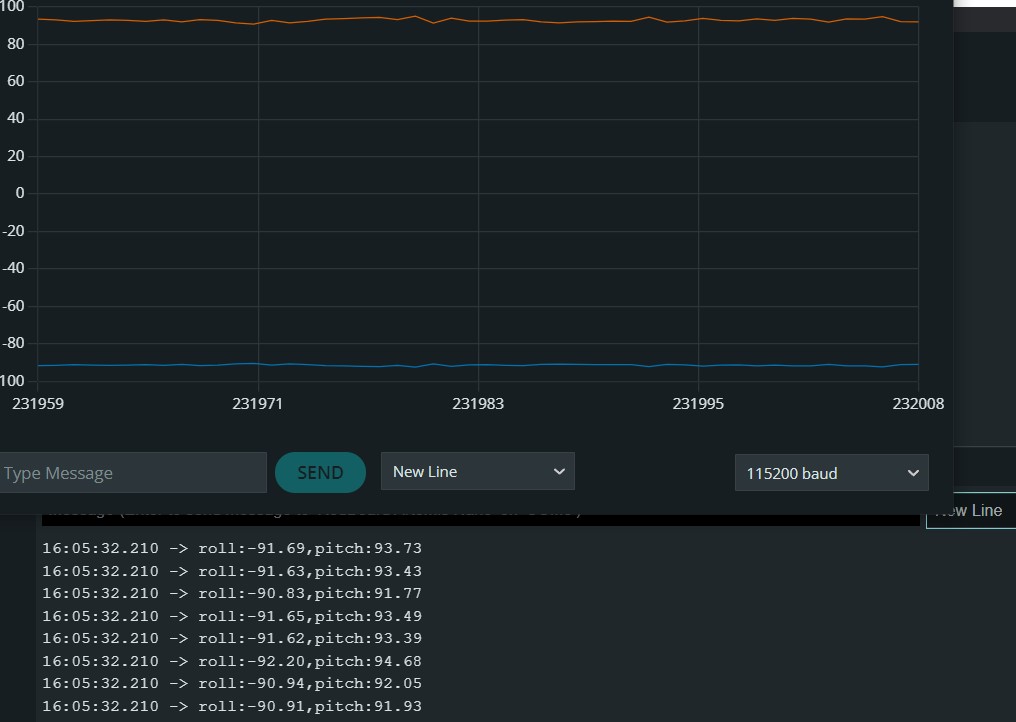 100
80
60
40
20
0
-20
-40
-60
-80
100
231959 231971 231983 231995 232008
Type Message SEND New Line 115200 baud
New Line
16:05:32.210 -> roll:-91.69,pitch:93.73
16:05:32.210 -> roll:-91.63,pitch:93.43
16:05:32.210 -> roll:-90.83,pitch:91.77
16:05:32.210 -> roll:-91.65,pitch:93.49
16:05:32.210 -> roll:-91.62,pitch:93.39
16:05:32.210 -> roll:-92.20,pitch:94.68
16:05:32.210 -> roll:-90.94,pitch:92.05
16:05:32.210 -> roll:-90.91,pitch:91.93